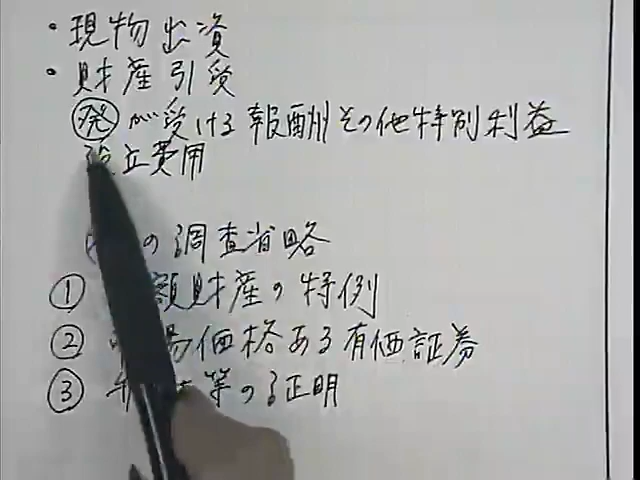 ・現物出資
・財産引受
㊟が受ける報酬その他特別利益
設立費用
の調査省略
① 額財産の特例
② 場価格ある有価証券
③ 等の証明